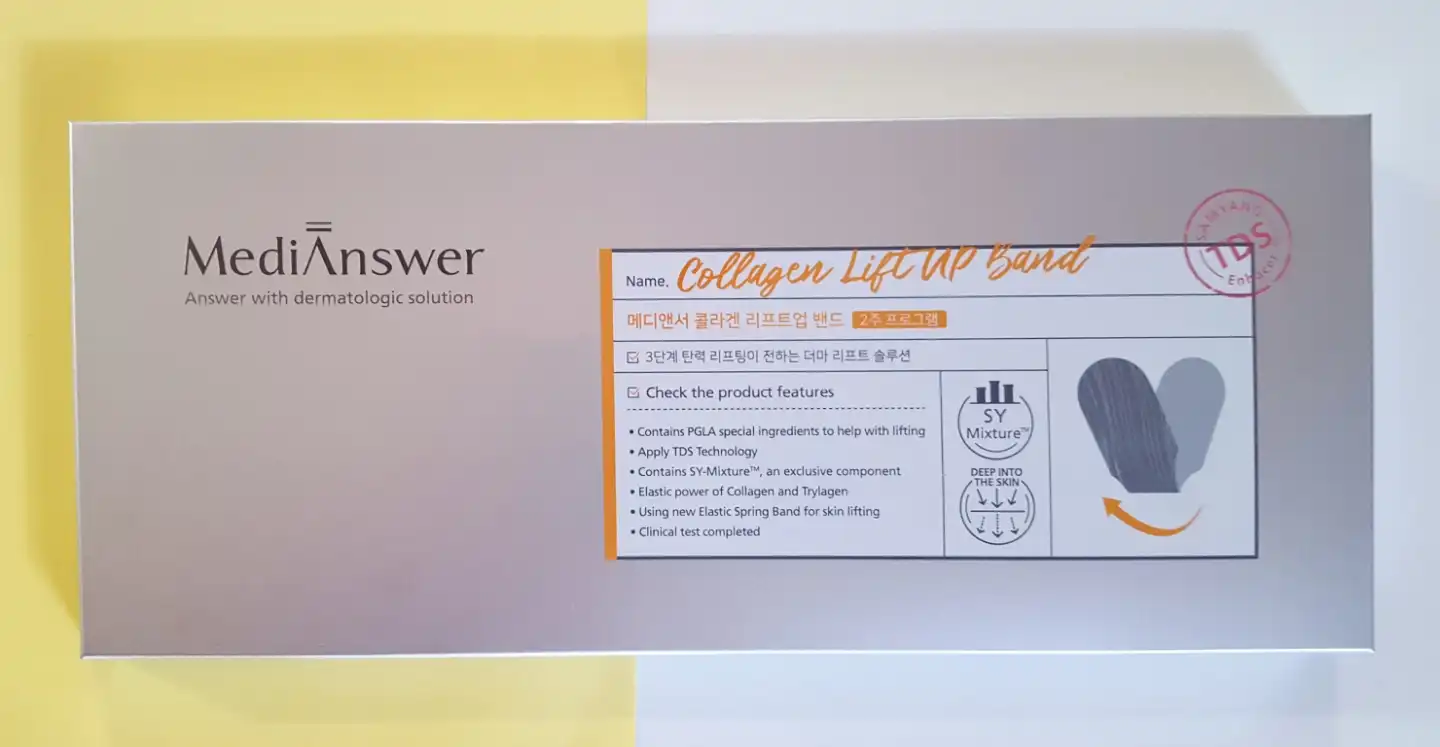 MediAnswer
Answer with dermatologic solution
Name. Collagen Lift UP Band
메디앤서 콜라겐 리프트업 밴드 2주 프로그램
3단계 탄력 리프팅이 전하는 더마 리프트 솔루션
Check the product features
• Contains PGLA special ingredients to help with lifting
• Apply TDS Technology
• Contains SY-Mixture™, an exclusive component
• Elastic power of Collagen and Trylagen
• Using new Elastic Spring Band for skin lifting
• Clinical test completed
SY
Mixture™
DEEP INTO
THE SKIN
SAMYANG
TDS